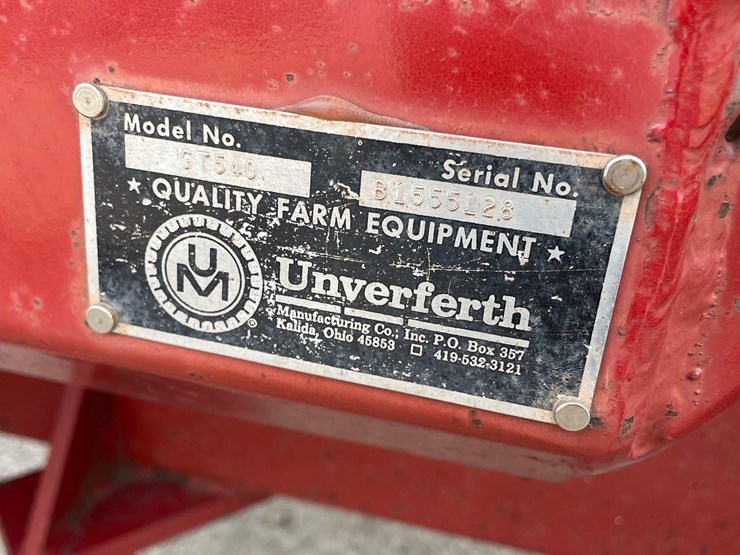 Model No.
GT540.
Serial No.
B1555128
★ QUALITY FARM EQUIPMENT ★
UM
®
Unverferth
Manufacturing Co., Inc. P.O. Box 357
Kalida, Ohio 45853 □ 419-532-3121